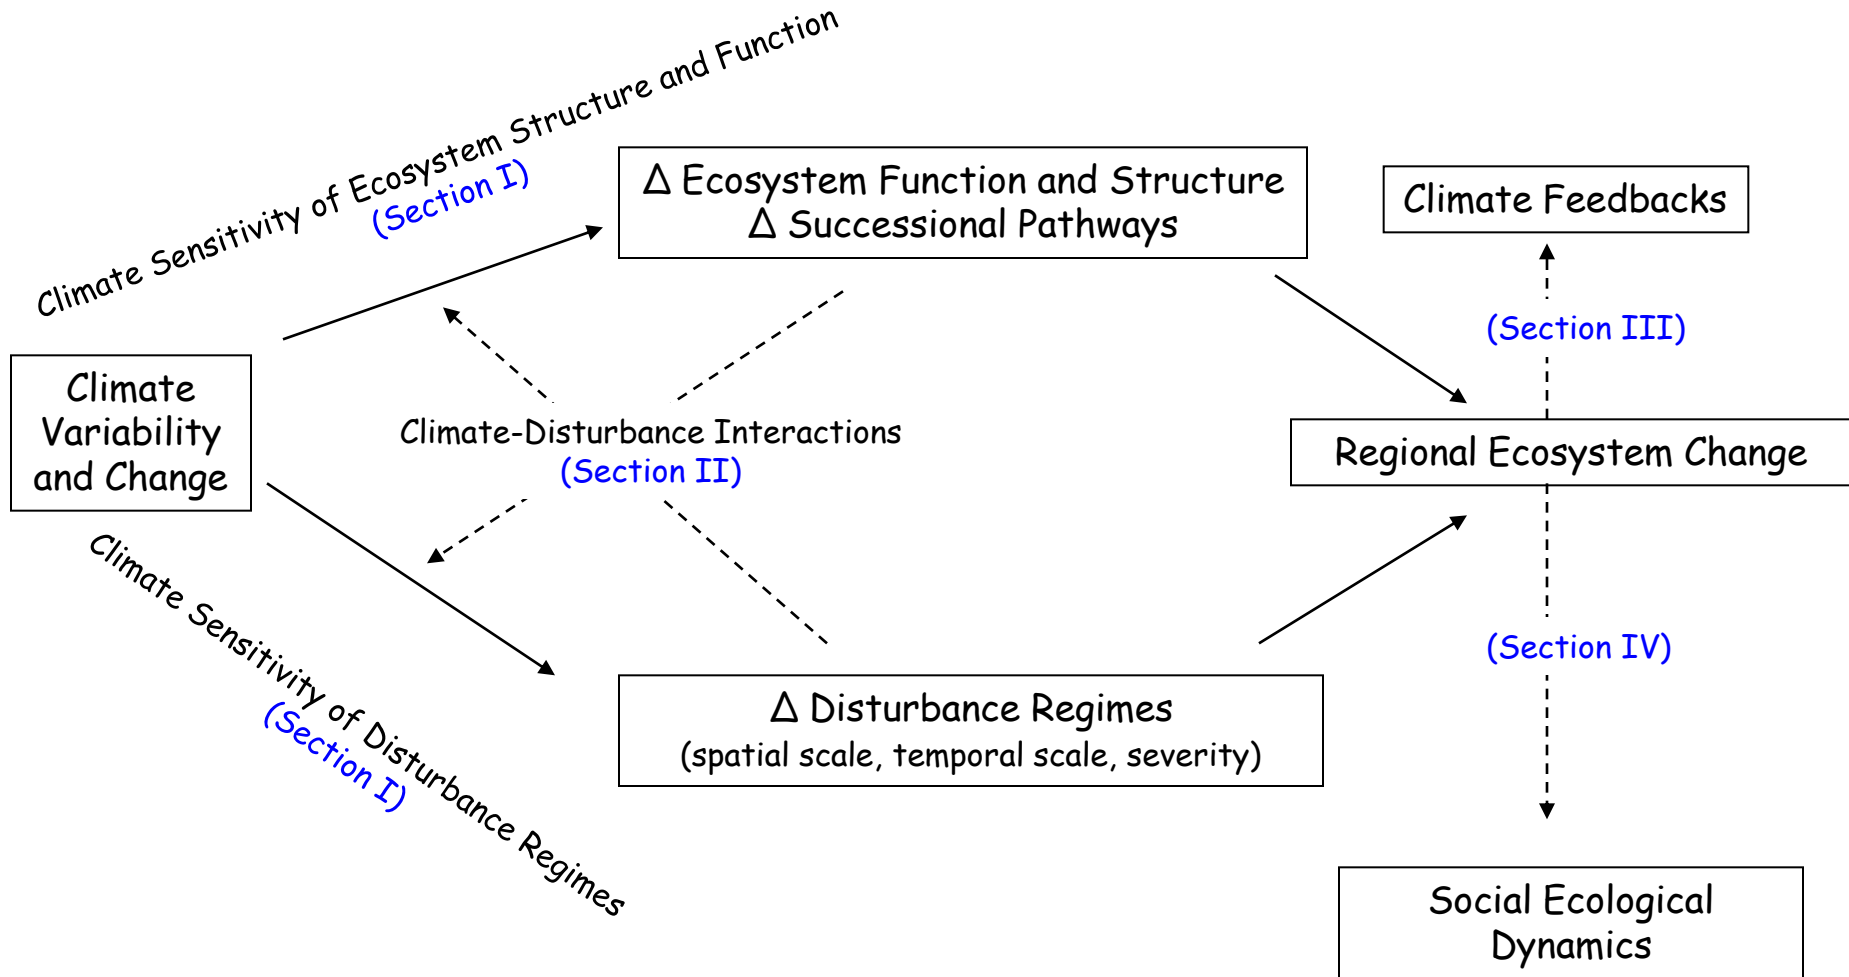 Climate Sensitivity of Ecosystem Structure and Function
(Section I)
Δ Ecosystem Function and Structure
Δ Successional Pathways
Climate Feedbacks
(Section III)
Climate
Variability
and Change
Climate-Disturbance Interactions
(Section II)
Regional Ecosystem Change
Climate Sensitivity of Disturbance Regimes
(Section I)
(Section IV)
Δ Disturbance Regimes
(spatial scale, temporal scale, severity)
Social Ecological
Dynamics